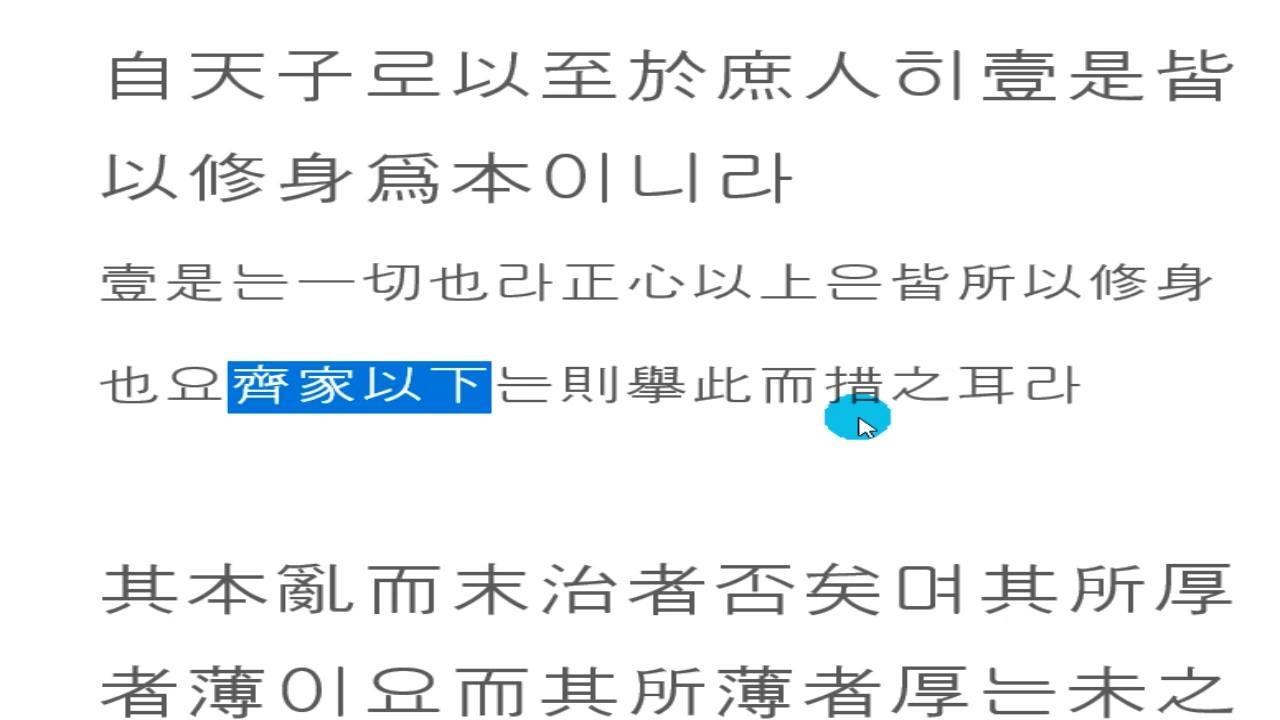 自天子로以至於庶人히壹是皆
以修身爲本이니라
壹是는一切也라正心以上은皆所以修身
也요齊家以下는則擧此而措之耳라
其本亂而末治者否矣며其所厚
者薄이요而其所薄者厚는未之